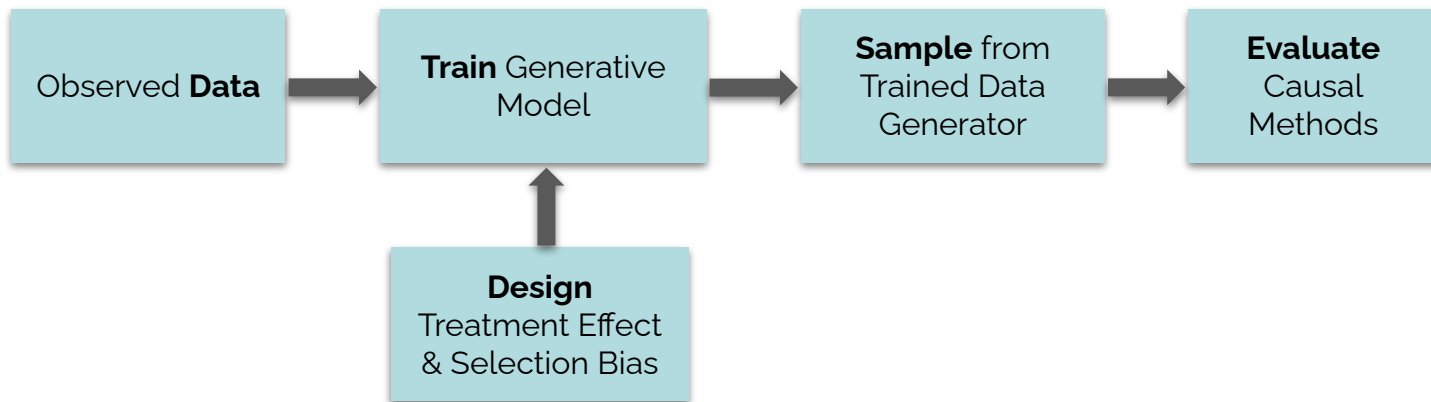 Observed Data
Train Generative
Model
Sample from
Trained Data
Generator
Evaluate
Causal
Methods
Design
Treatment Effect
& Selection Bias